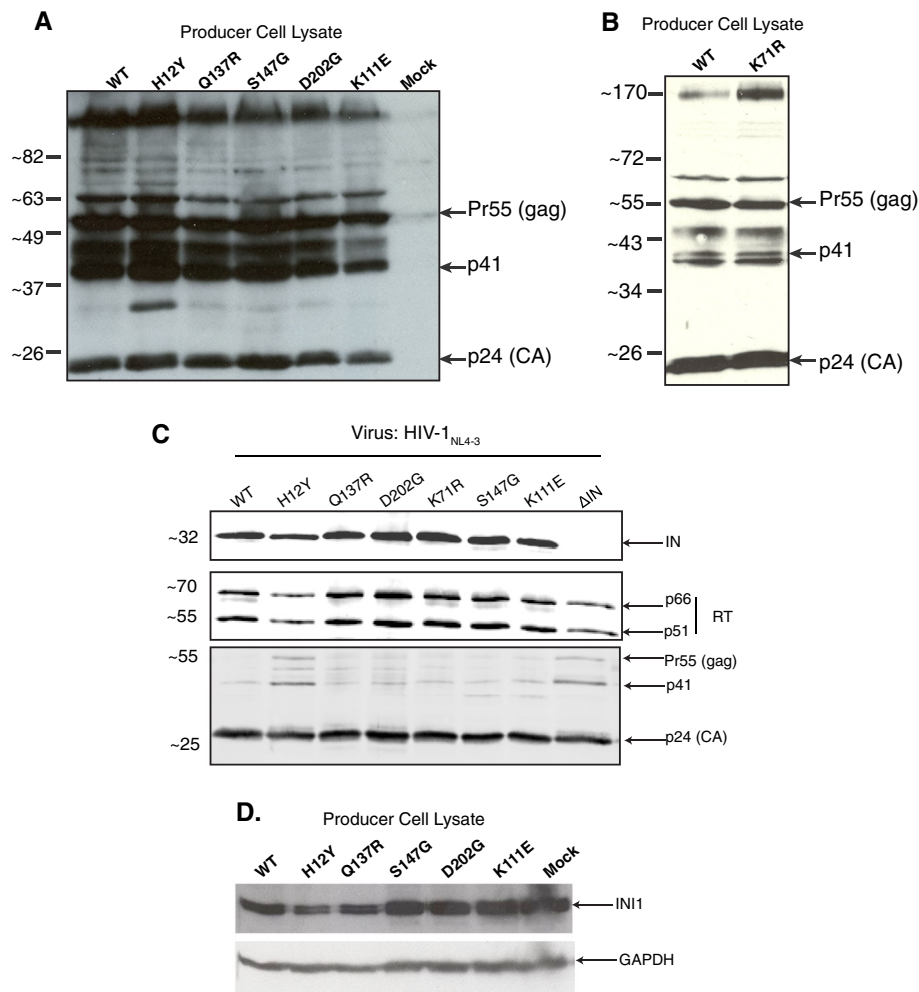 A
Producer Cell Lysate
WT H12Y Q137R S147G D202G K111E Mock
~82
~63
Pr55 (gag)
~49
p41
~37
~26
p24 (CA)
B
Producer Cell Lysate
WT K71R
~170
~72
~55
Pr55 (gag)
~43
p41
~34
~26
p24 (CA)
C
Virus: HIV-1NL4-3
WT H12Y Q137R D202G K71R S147G K111E ΔIN
~32
IN
~70
p66
RT
~55
p51
~55
Pr55 (gag)
p41
~25
p24 (CA)
D.
Producer Cell Lysate
WT H12Y Q137R S147G D202G K111E Mock
INI1
GAPDH